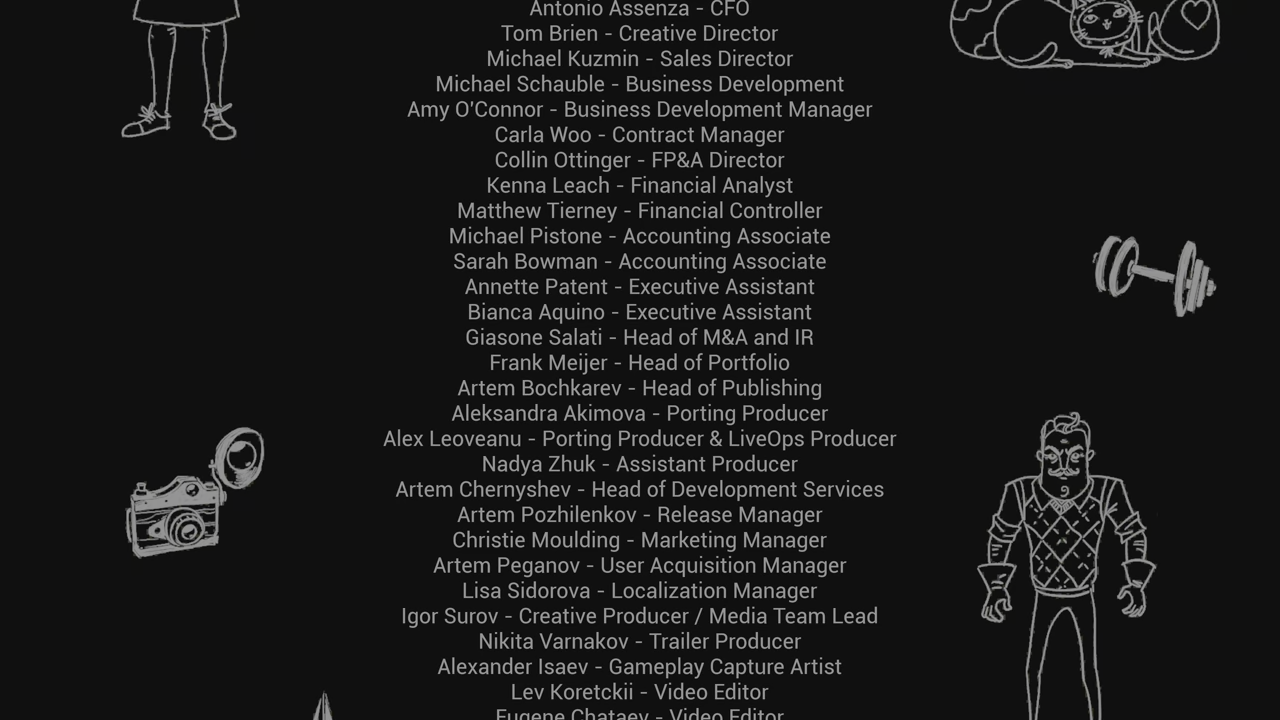 Antonio Assenza - CFO
Tom Brien - Creative Director
Michael Kuzmin - Sales Director
Michael Schauble - Business Development
Amy O'Connor - Business Development Manager
Carla Woo - Contract Manager
Collin Ottinger - FP&A Director
Kenna Leach - Financial Analyst
Matthew Tierney - Financial Controller
Michael Pistone - Accounting Associate
Sarah Bowman - Accounting Associate
Annette Patent - Executive Assistant
Bianca Aquino - Executive Assistant
Giasone Salati - Head of M&A and IR
Frank Meijer - Head of Portfolio
Artem Bochkarev - Head of Publishing
Aleksandra Akimova - Porting Producer
Alex Leoveanu - Porting Producer & LiveOps Producer
Nadya Zhuk - Assistant Producer
Artem Chernyshev - Head of Development Services
Artem Pozhilenkov - Release Manager
Christie Moulding - Marketing Manager
Artem Peganov - User Acquisition Manager
Lisa Sidorova - Localization Manager
Igor Surov - Creative Producer / Media Team Lead
Nikita Varnakov - Trailer Producer
Alexander Isaev - Gameplay Capture Artist
Lev Koretckii - Video Editor
Eugene Chataev - Video Editor